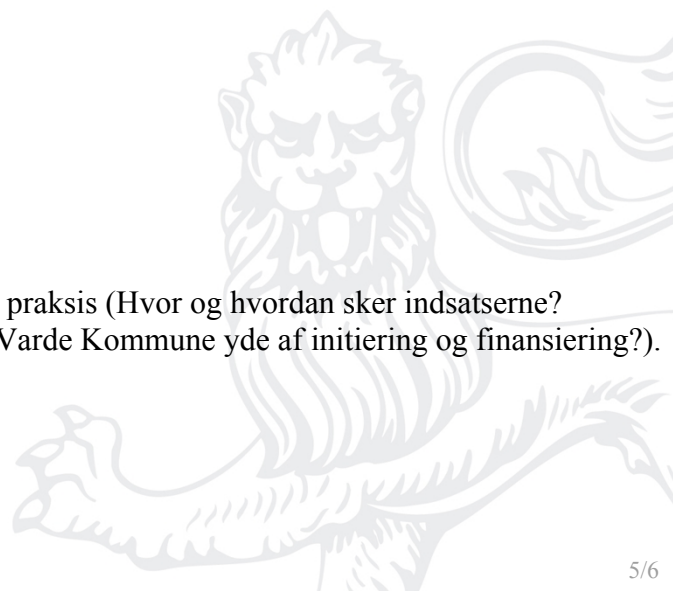 praksis (Hvor og hvordan sker indsatserne?
Varde Kommune yde af initiering og finansiering?).
5/6